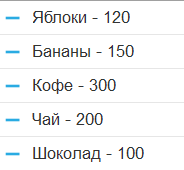 Яблоки - 120
Бананы - 150
Кофе - 300
Чай - 200
Шоколад - 100